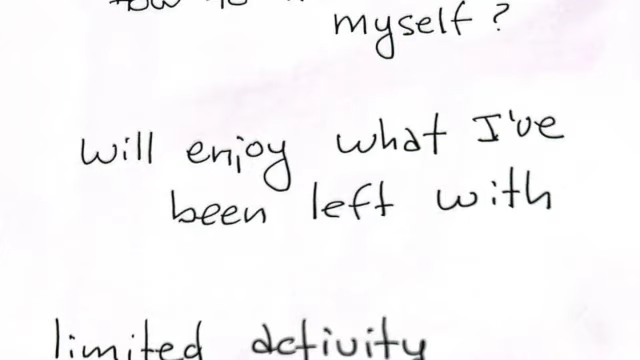 myself?
will enjoy what I've
been left with
limited activity